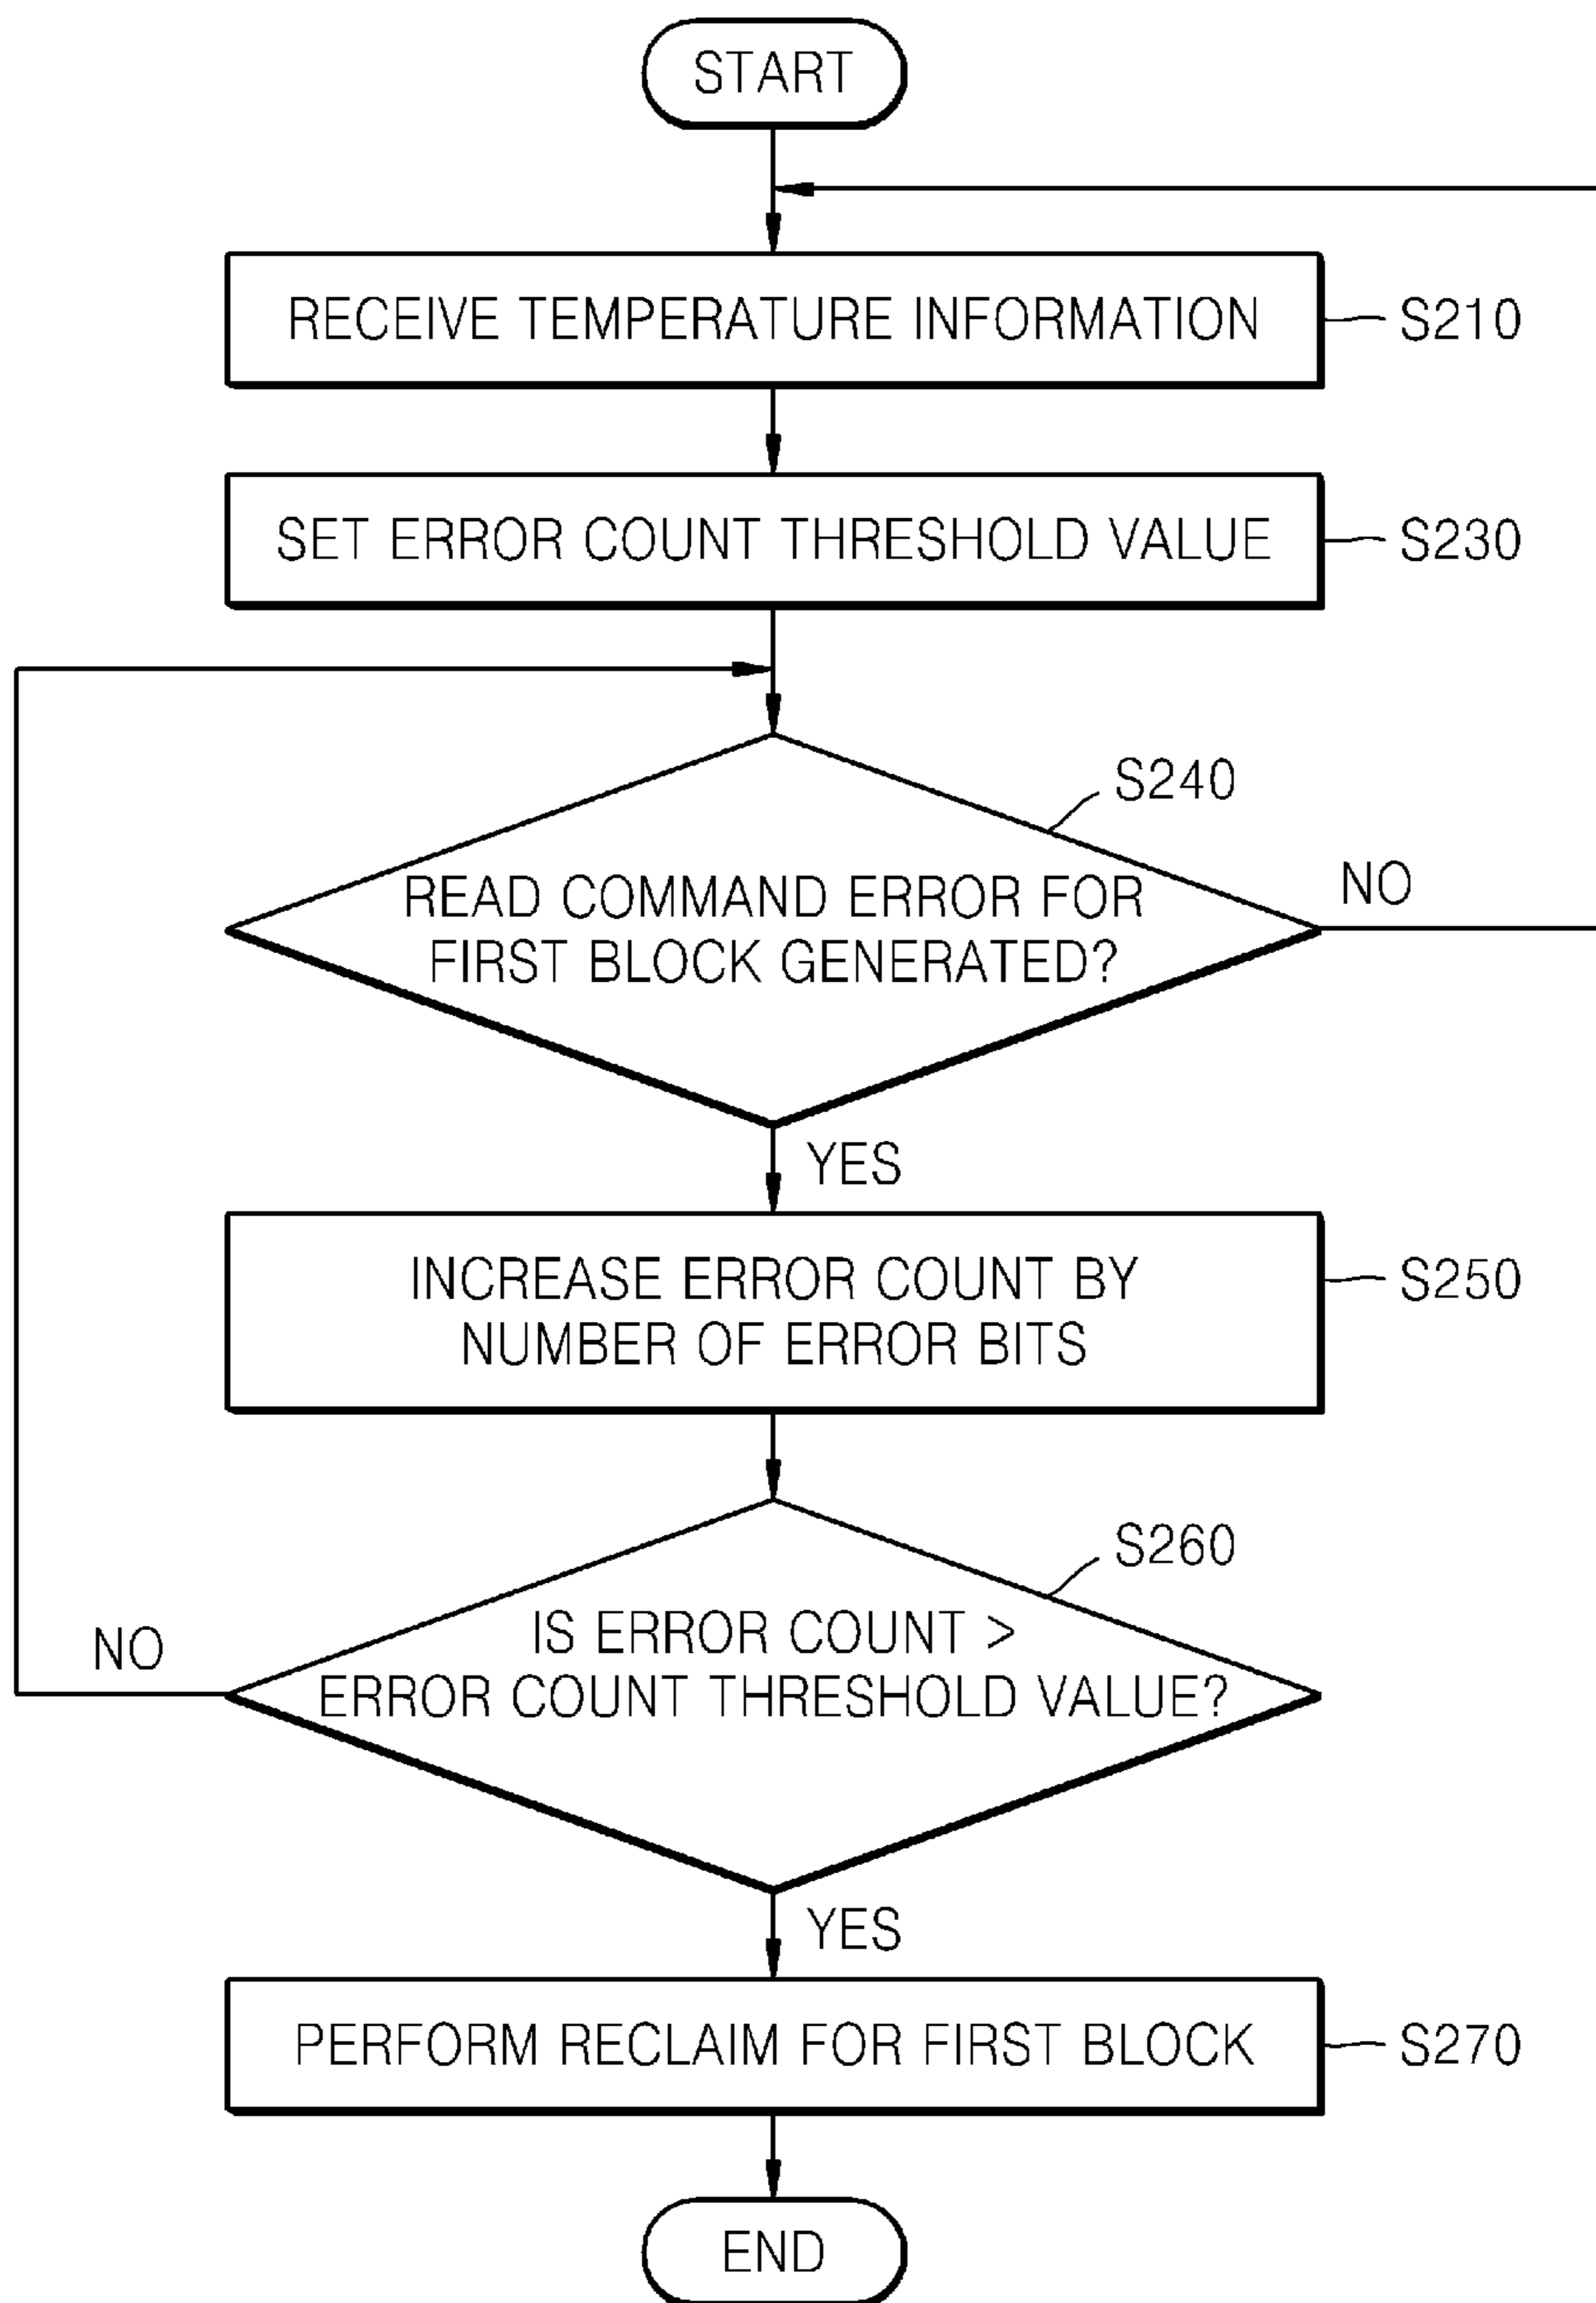 START
RECEIVE TEMPERATURE INFORMATION
S210
SET ERROR COUNT THRESHOLD VALUE
S230
S240
READ COMMAND ERROR FOR
FIRST BLOCK GENERATED?
NO
YES
INCREASE ERROR COUNT BY
NUMBER OF ERROR BITS
S250
S260
IS ERROR COUNT >
ERROR COUNT THRESHOLD VALUE?
NO
YES
PERFORM RECLAIM FOR FIRST BLOCK
S270
END